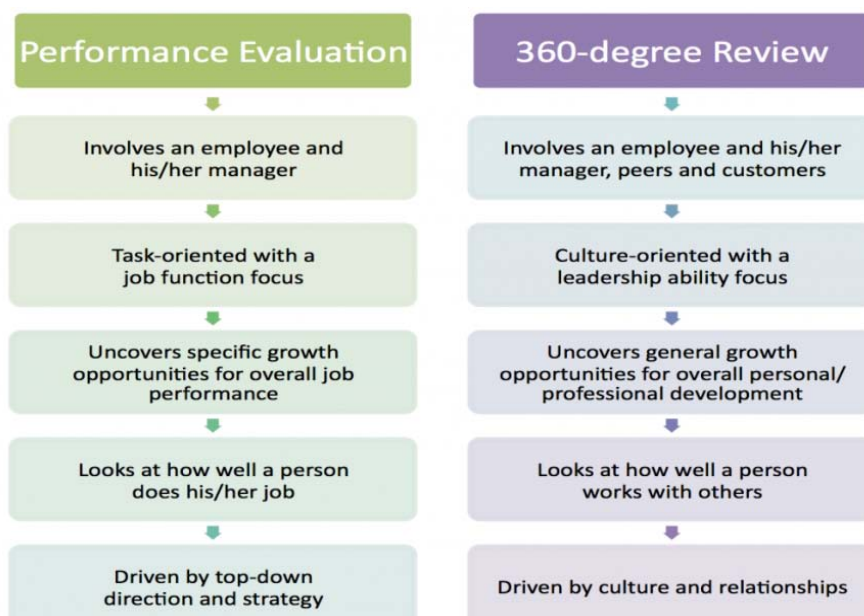 Performance Evaluation
Involves an employee and
his/her manager
Task-oriented with a
job function focus
Uncovers specific growth
opportunities for overall job
performance
Looks at how well a person
does his/her job
Driven by top-down
direction and strategy
360-degree Review
Involves an employee and his/her
manager, peers and customers
Culture-oriented with a
leadership ability focus
Uncovers general growth
opportunities for overall personal/
professional development
Looks at how well a person
works with others
Driven by culture and relationships